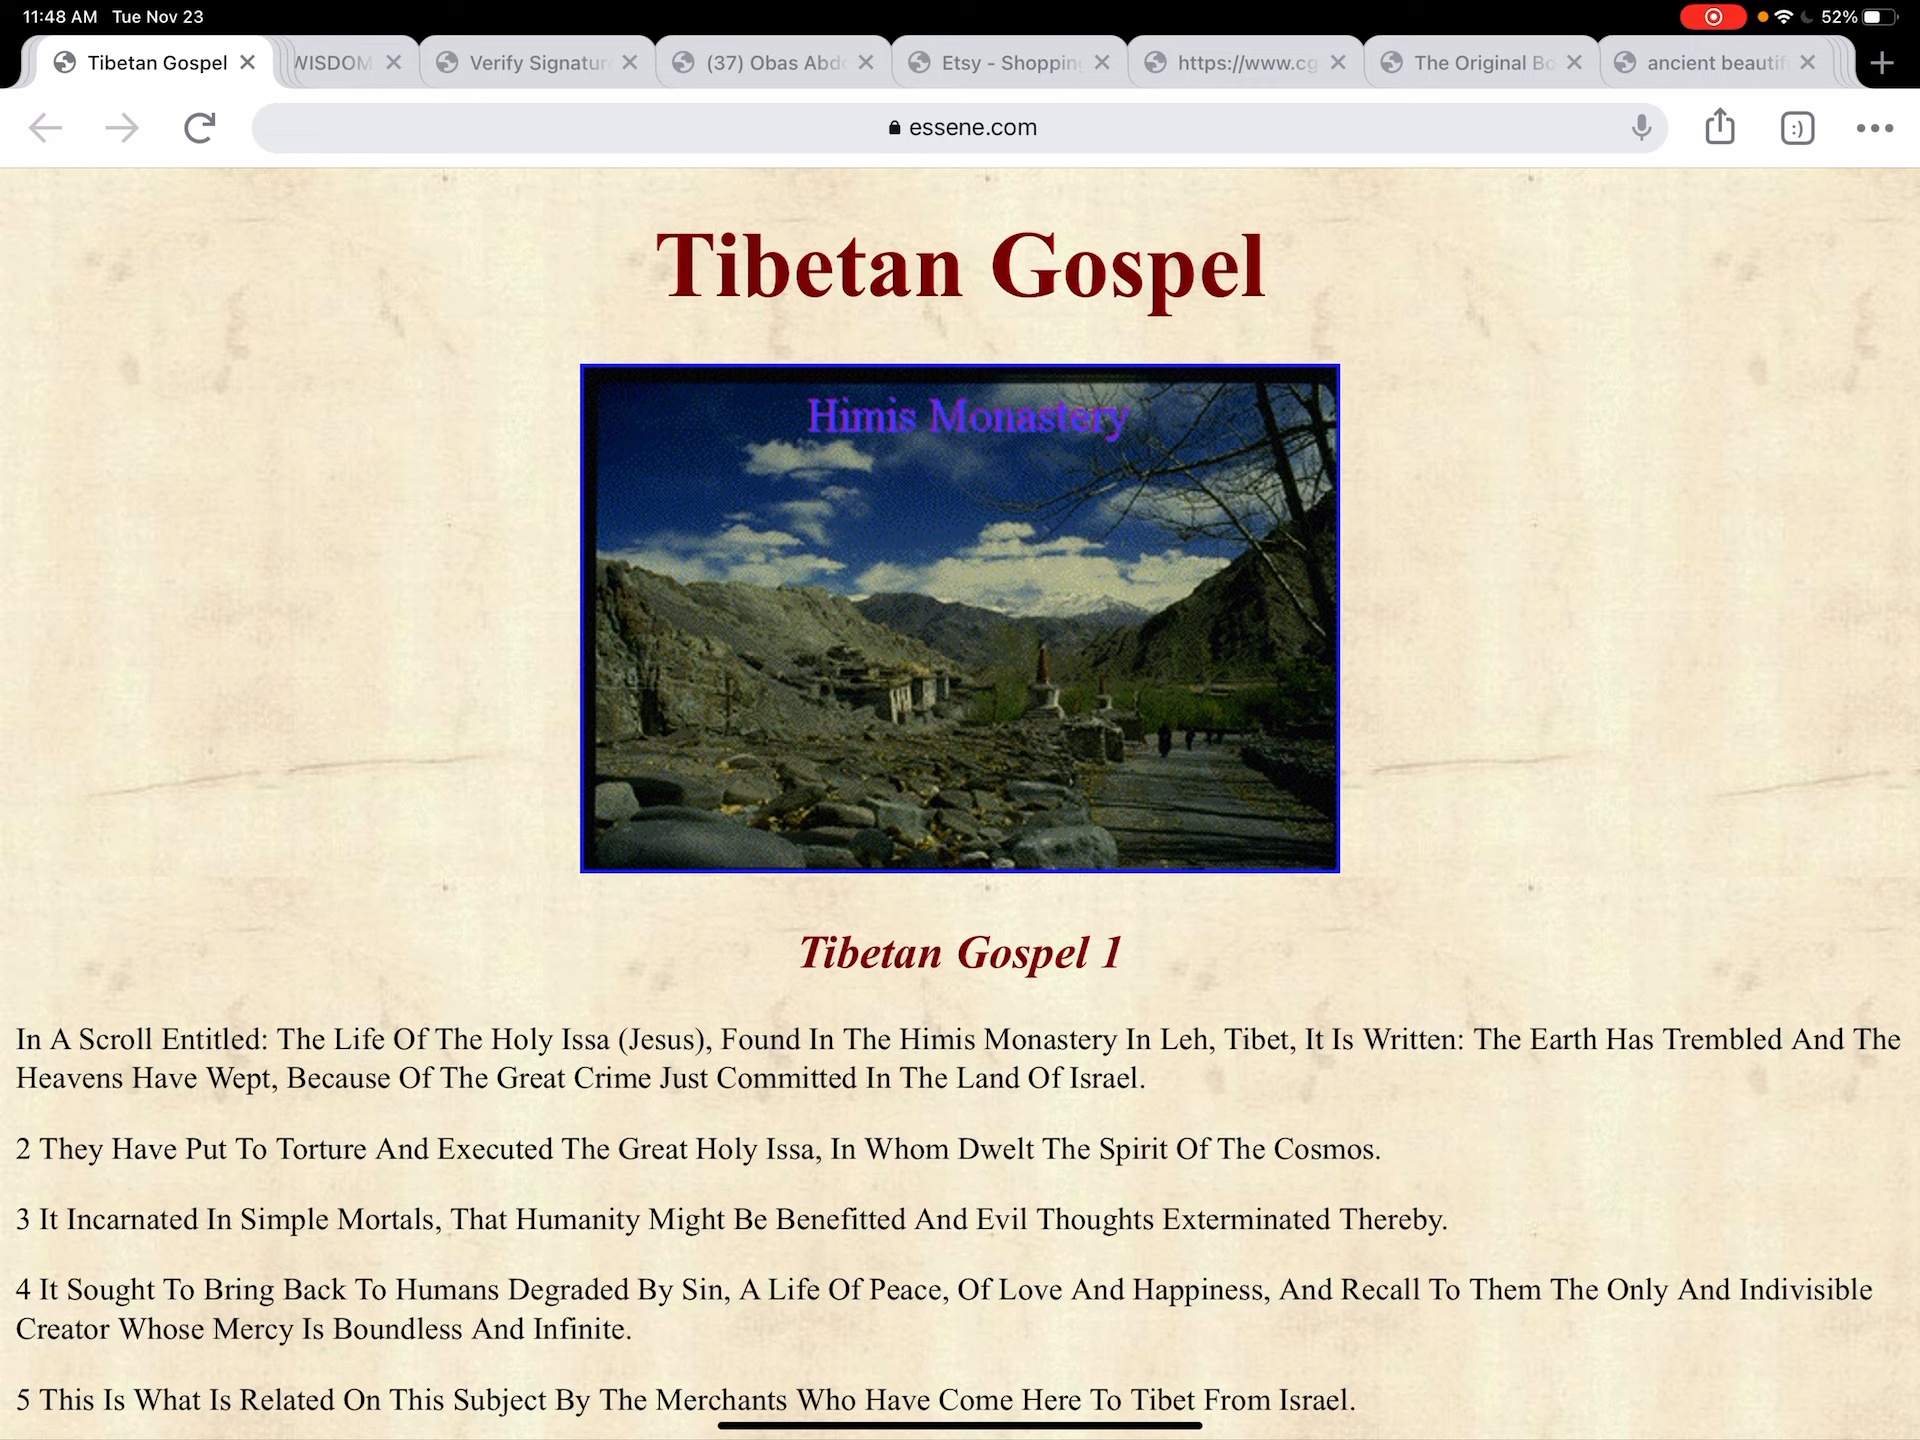 11:48 AM Tue Nov 23
52%
Tibetan Gospel
WISDOM
Verify Signatur
(37) Obas Abd
Etsy - Shoppin
https://www.cg
The Original Bo
ancient beautif
essene.com
:)
Tibetan Gospel
Himis Monastery
Tibetan Gospel 1
In A Scroll Entitled: The Life Of The Holy Issa (Jesus), Found In The Himis Monastery In Leh, Tibet, It Is Written: The Earth Has Trembled And The
Heavens Have Wept, Because Of The Great Crime Just Committed In The Land Of Israel.
2 They Have Put To Torture And Executed The Great Holy Issa, In Whom Dwelt The Spirit Of The Cosmos.
3 It Incarnated In Simple Mortals, That Humanity Might Be Benefitted And Evil Thoughts Exterminated Thereby.
4 It Sought To Bring Back To Humans Degraded By Sin, A Life Of Peace, Of Love And Happiness, And Recall To Them The Only And Indivisible
Creator Whose Mercy Is Boundless And Infinite.
5 This Is What Is Related On This Subject By The Merchants Who Have Come Here To Tibet From Israel.